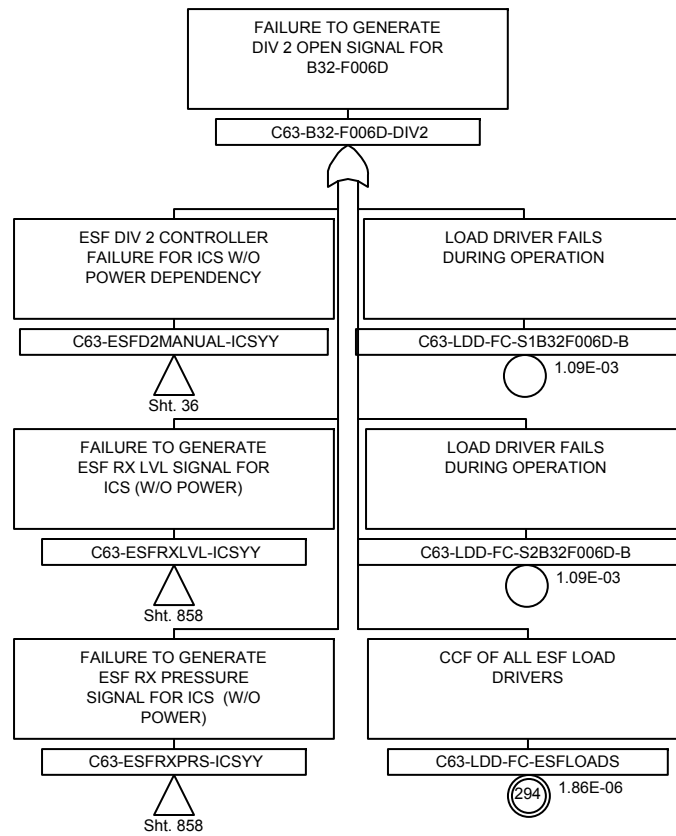 FAILURE TO GENERATE
DIV 2 OPEN SIGNAL FOR
B32-F006D
C63-B32-F006D-DIV2
ESF DIV 2 CONTROLLER
FAILURE FOR ICS W/O
POWER DEPENDENCY
C63-ESFD2MANUAL-ICSYY
Sht. 36
LOAD DRIVER FAILS
DURING OPERATION
C63-LDD-FC-S1B32F006D-B
1.09E-03
FAILURE TO GENERATE
ESF RX LVL SIGNAL FOR
ICS (W/O POWER)
C63-ESFRXLVL-ICSYY
Sht. 858
LOAD DRIVER FAILS
DURING OPERATION
C63-LDD-FC-S2B32F006D-B
1.09E-03
FAILURE TO GENERATE
ESF RX PRESSURE
SIGNAL FOR ICS (W/O
POWER)
C63-ESFRXPRS-ICSYY
Sht. 858
CCF OF ALL ESF LOAD
DRIVERS
C63-LDD-FC-ESFLOADS
294
1.86E-06